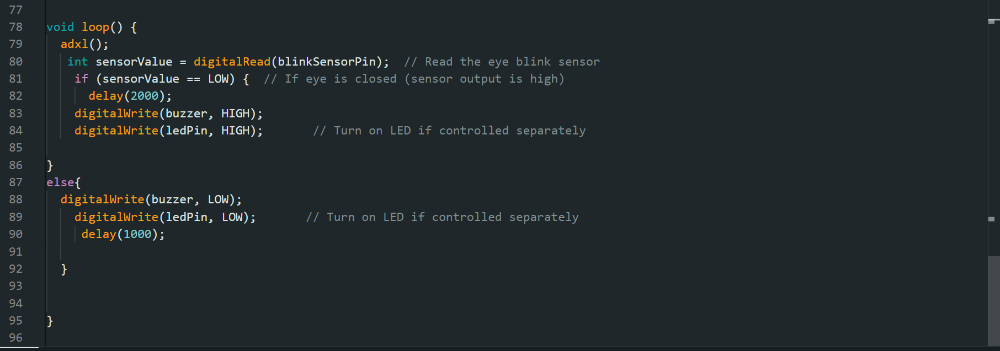 77
78 void loop() {
79 adxl();
80 int sensorValue = digitalRead(blinkSensorPin); // Read the eye blink sensor
81 if (sensorValue == LOW) { // If eye is closed (sensor output is high)
82 delay(2000);
83 digitalWrite(buzzer, HIGH);
84 digitalWrite(ledPin, HIGH); // Turn on LED if controlled separately
85
86 }
87 else{
88 digitalWrite(buzzer, LOW);
89 digitalWrite(ledPin, LOW); // Turn on LED if controlled separately
90 delay(1000);
91
92 }
93
94
95 }
96